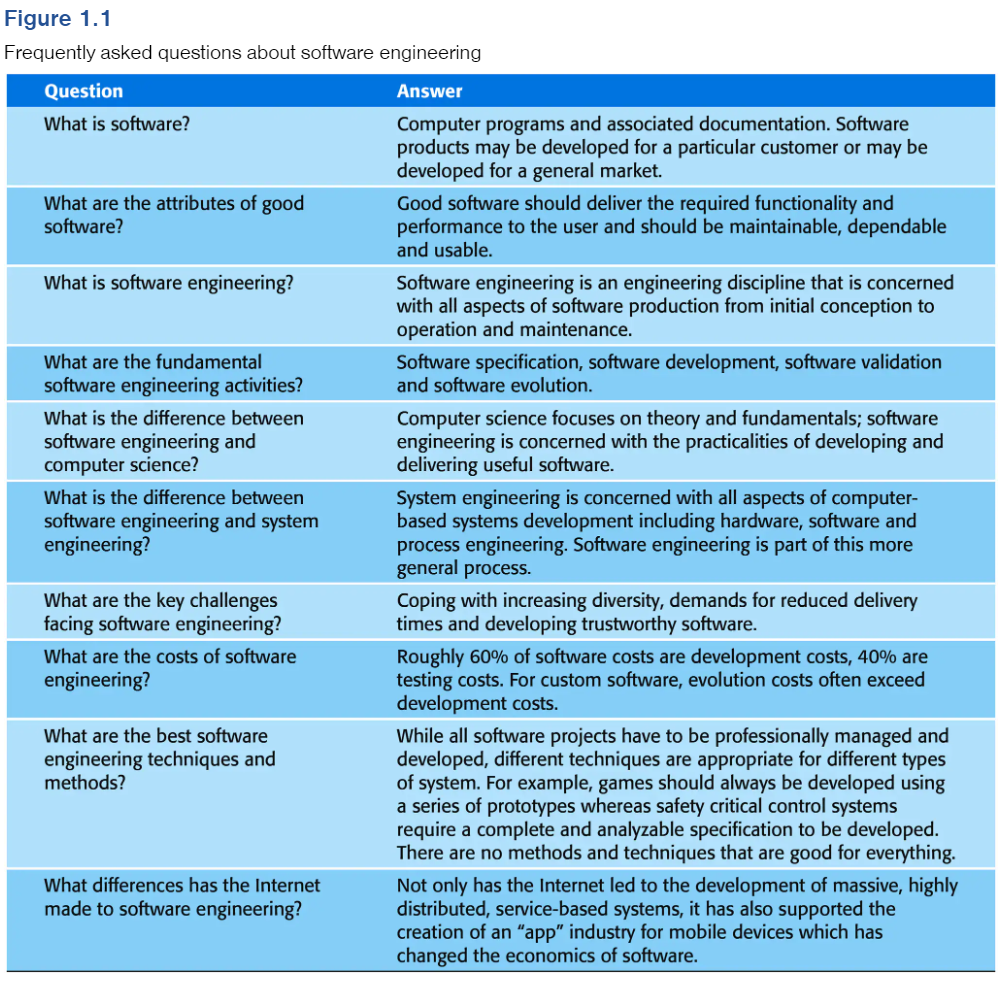 Figure 1.1
Frequently asked questions about software engineering
Question
Answer
What is software?
Computer programs and associated documentation. Software
products may be developed for a particular customer or may be
developed for a general market.
What are the attributes of good
software?
Good software should deliver the required functionality and
performance to the user and should be maintainable, dependable
and usable.
What is software engineering?
Software engineering is an engineering discipline that is concerned
with all aspects of software production from initial conception to
operation and maintenance.
What are the fundamental
software engineering activities?
Software specification, software development, software validation
and software evolution.
What is the difference between
software engineering and
computer science?
Computer science focuses on theory and fundamentals; software
engineering is concerned with the practicalities of developing and
delivering useful software.
What is the difference between
software engineering and system
engineering?
System engineering is concerned with all aspects of computer-
based systems development including hardware, software and
process engineering. Software engineering is part of this more
general process.
What are the key challenges
facing software engineering?
Coping with increasing diversity, demands for reduced delivery
times and developing trustworthy software.
What are the costs of software
engineering?
Roughly 60% of software costs are development costs, 40% are
testing costs. For custom software, evolution costs often exceed
development costs.
What are the best software
engineering techniques and
methods?
While all software projects have to be professionally managed and
developed, different techniques are appropriate for different types
of system. For example, games should always be developed using
a series of prototypes whereas safety critical control systems
require a complete and analyzable specification to be developed.
There are no methods and techniques that are good for everything.
What differences has the Internet
made to software engineering?
Not only has the Internet led to the development of massive, highly
distributed, service-based systems, it has also supported the
creation of an “app” industry for mobile devices which has
changed the economics of software.